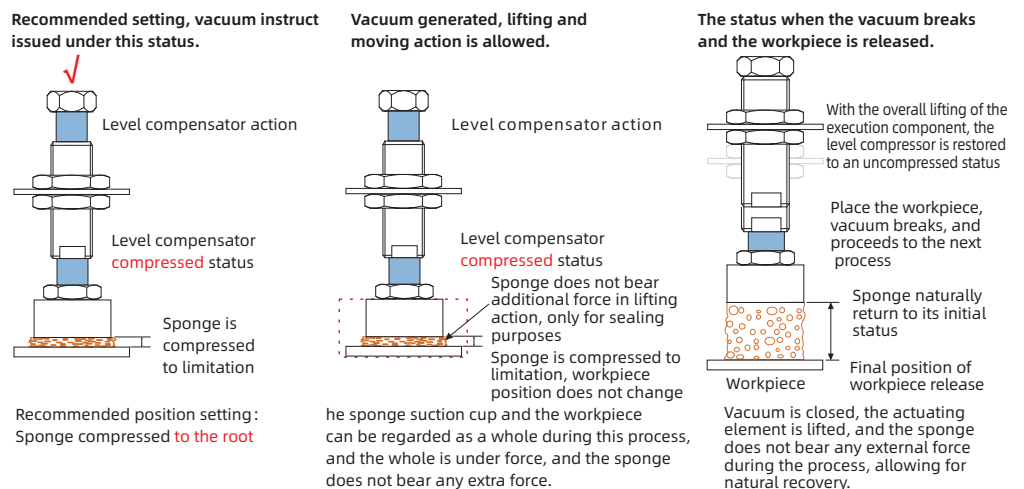 Recommended setting, vacuum instruct
issued under this status.
Level compensator action
Level compensator
compressed status
Sponge is
compressed
to limitation
Recommended position setting:
Sponge compressed to the root
Vacuum generated, lifting and
moving action is allowed.
Level compensator action
Level compensator
compressed status
Sponge does not bear
additional force in lifting
action, only for sealing
purposes
Sponge is compressed to
limitation, workpiece
position does not change
he sponge suction cup and the workpiece
can be regarded as a whole during this process,
and the whole is under force, and the sponge
does not bear any extra force.
The status when the vacuum breaks
and the workpiece is released.
With the overall lifting of the
execution component, the
level compressor is restored
to an uncompressed status
Place the workpiece,
vacuum breaks, and
proceeds to the next
process
Sponge naturally
return to its initial
status
Final position of
workpiece release
Workpiece
Vacuum is closed, the actuating
element is lifted, and the sponge
does not bear any external force
during the process, allowing for
natural recovery.